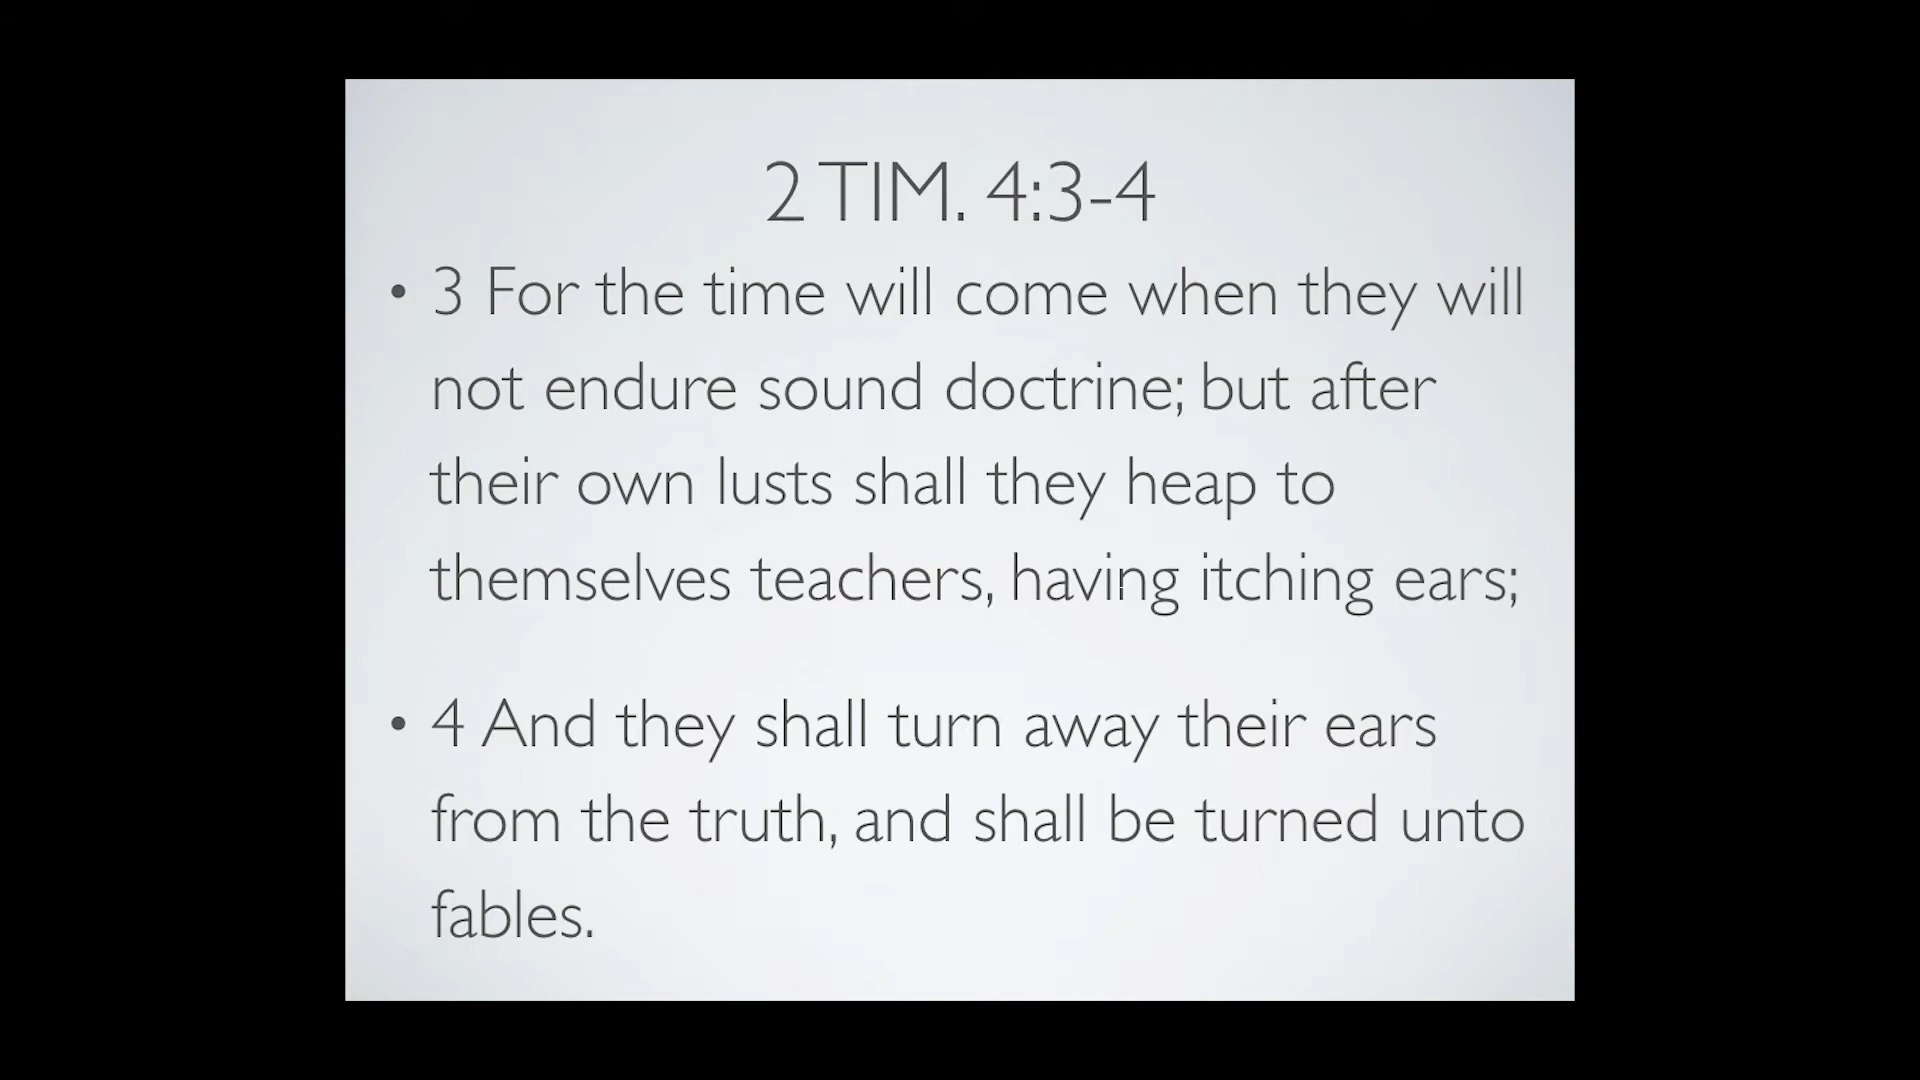 2 TIM. 4:3-4
• 3 For the time will come when they will
not endure sound doctrine; but after
their own lusts shall they heap to
themselves teachers, having itching ears;
• 4 And they shall turn away their ears
from the truth, and shall be turned unto
fables.